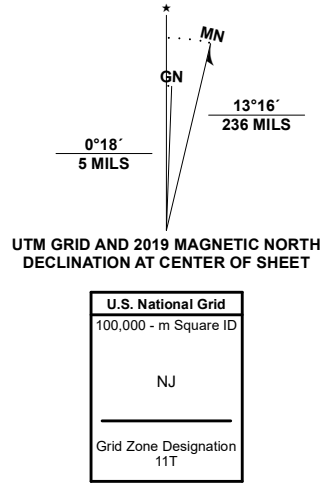 ★
MN
GN
0°18´
5 MILS
13°16´
236 MILS
UTM GRID AND 2019 MAGNETIC NORTH
DECLINATION AT CENTER OF SHEET
U.S. National Grid
100,000 - m Square ID
NJ
Grid Zone Designation
11T